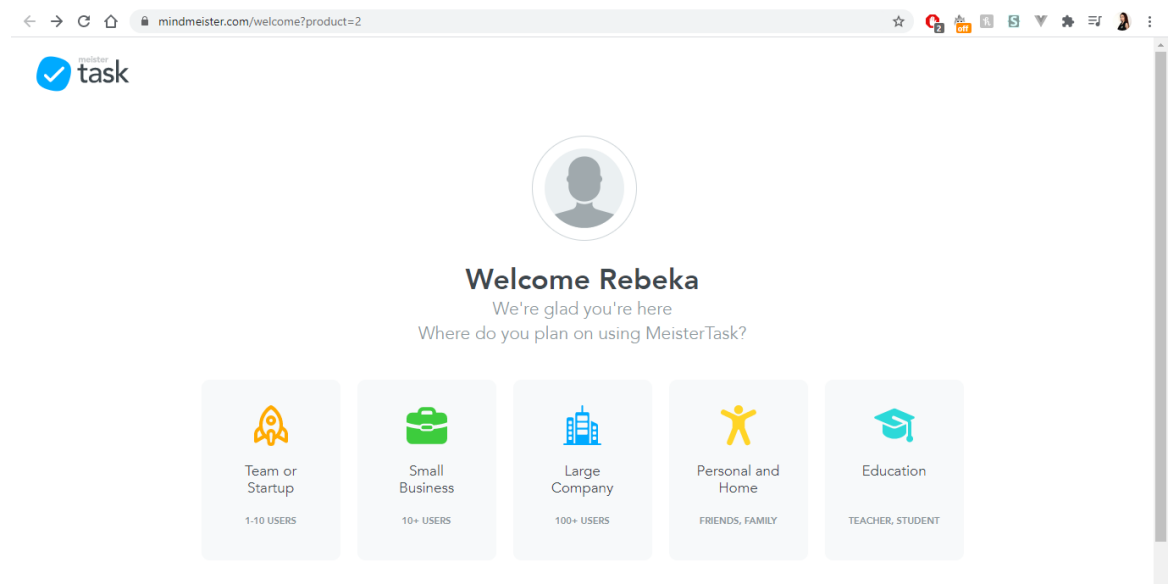 mindmeister.com/welcome?product=2
2
off
meister
task
Welcome Rebeka
We're glad you're here
Where do you plan on using MeisterTask?
Team or
Startup
1-10 USERS
Small
Business
10+ USERS
Large
Company
100+ USERS
Personal and
Home
FRIENDS, FAMILY
Education
TEACHER, STUDENT